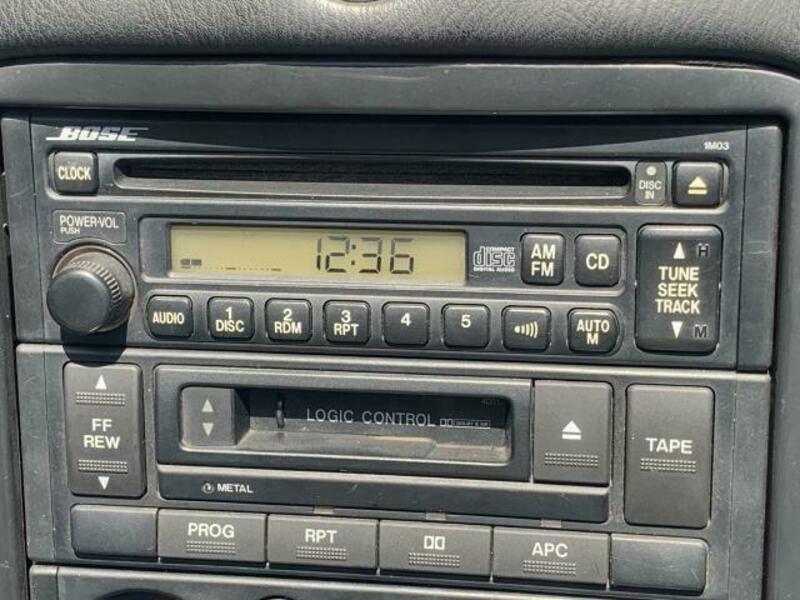 BOSE
1M03
CLOCK
DISC IN
POWER·VOL
PUSH
12:36
COMPACT
disc
DIGITAL AUDIO
AM FM
CD
H
TUNE
SEEK
TRACK
M
AUDIO
1 DISC
2 RDM
3 RPT
4
5
AUTO M
FF
REW
LOGIC CONTROL
METAL
TAPE
PROG
RPT
APC